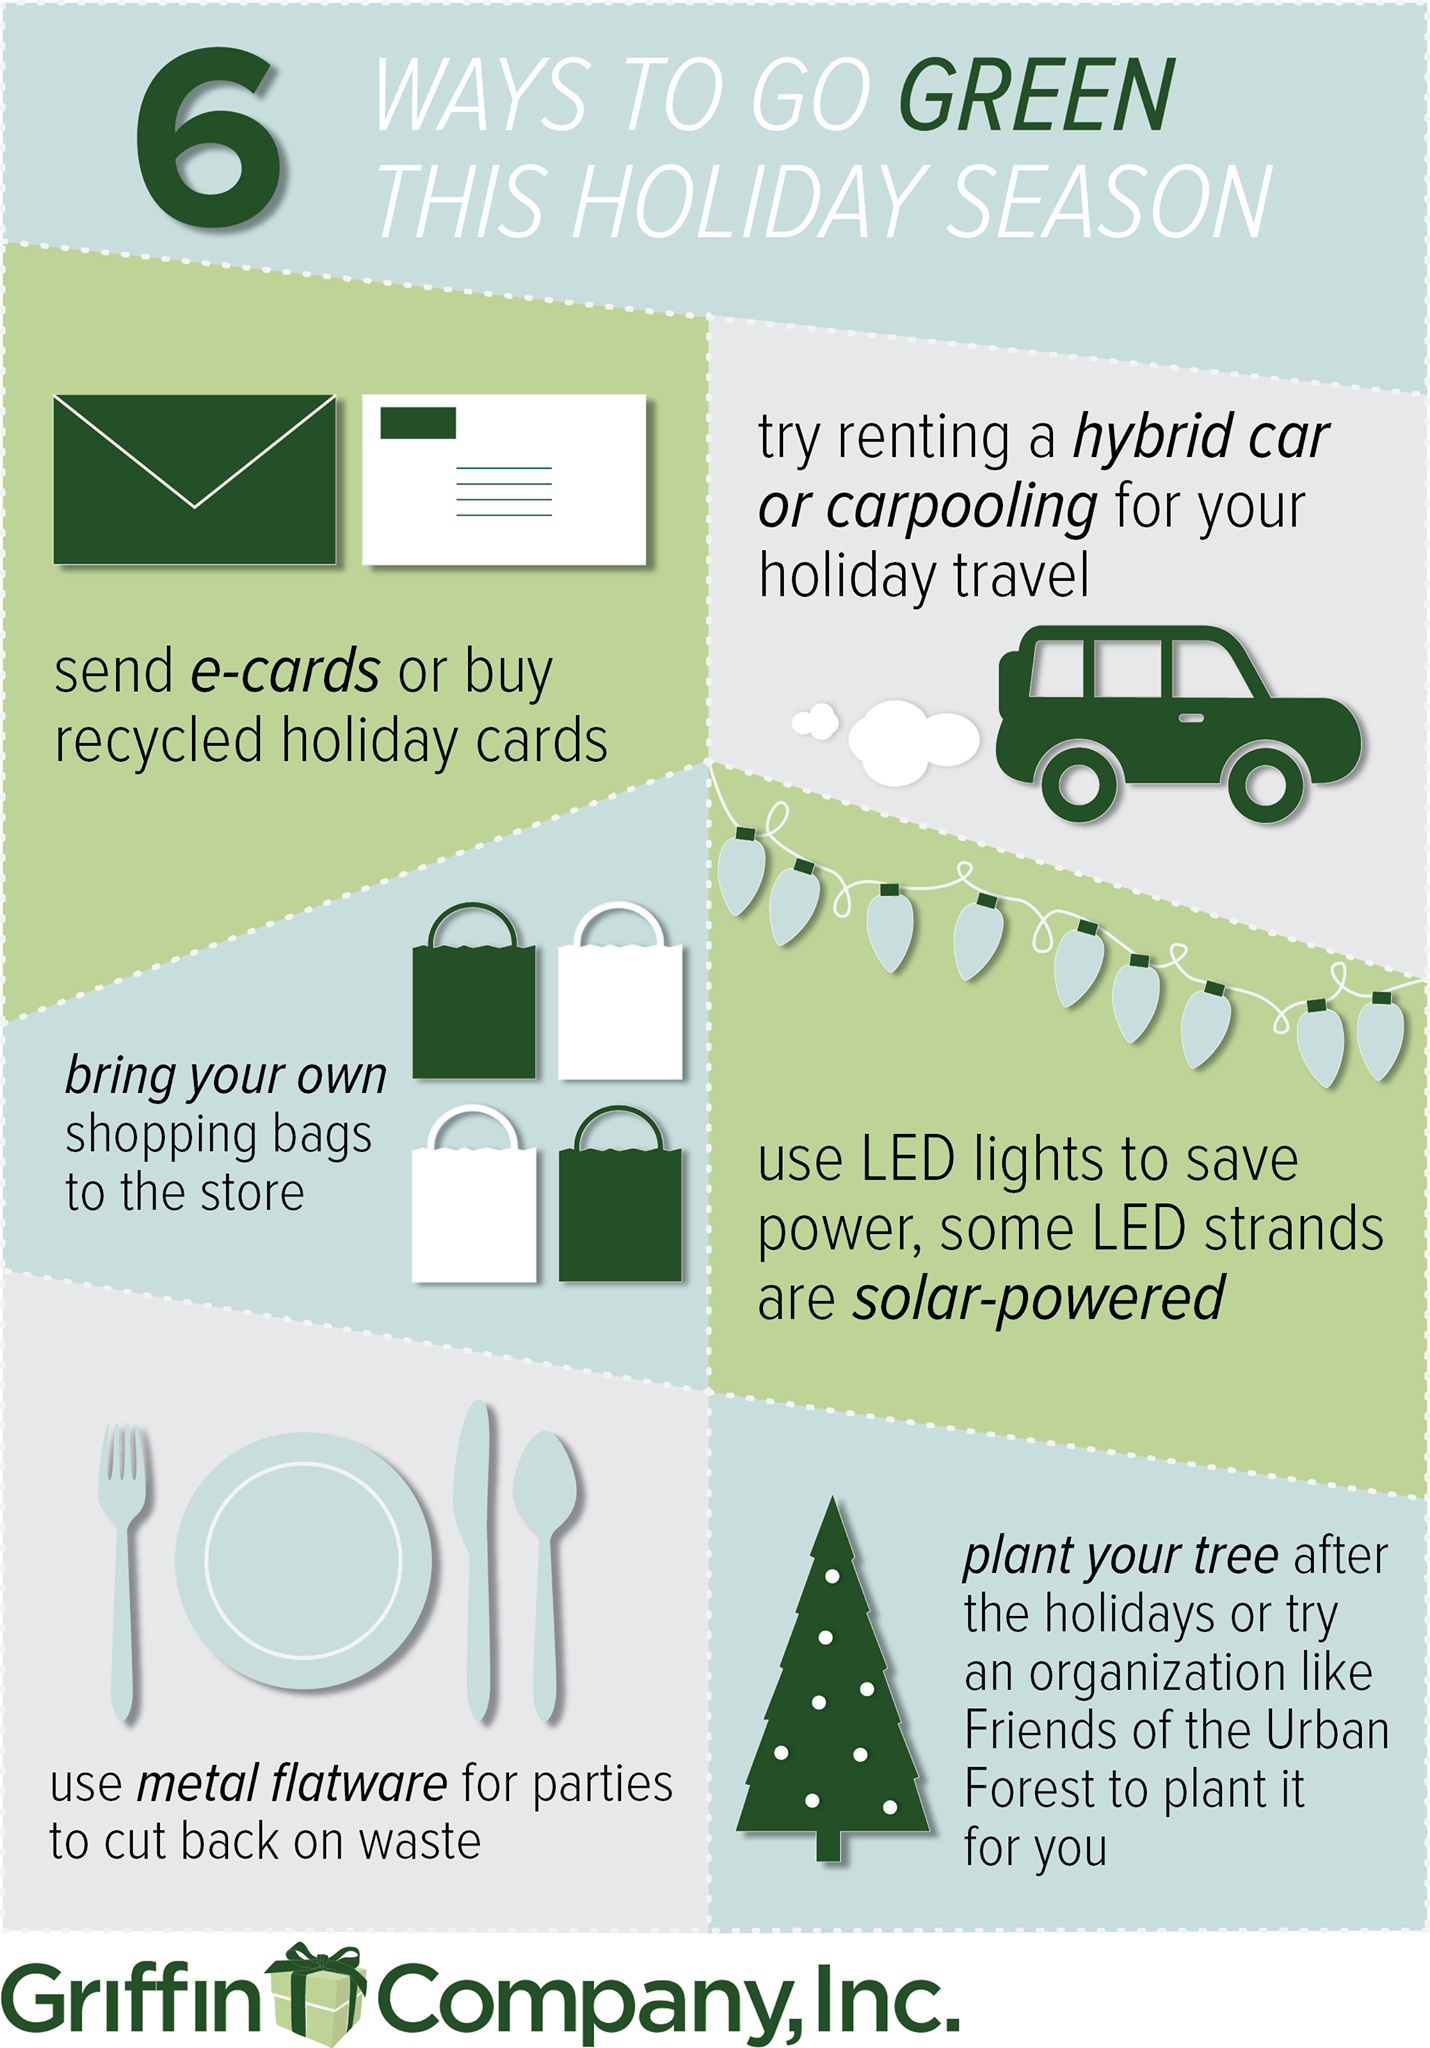 6 WAYS TO GO GREEN
THIS HOLIDAY SEASON
send e-cards or buy
recycled holiday cards
try renting a hybrid car
or carpooling for your
holiday travel
bring your own
shopping bags
to the store
use LED lights to save
power, some LED strands
are solar-powered
use metal flatware for parties
to cut back on waste
plant your tree after
the holidays or try
an organization like
Friends of the Urban
Forest to plant it
for you
Griffin Company, Inc.